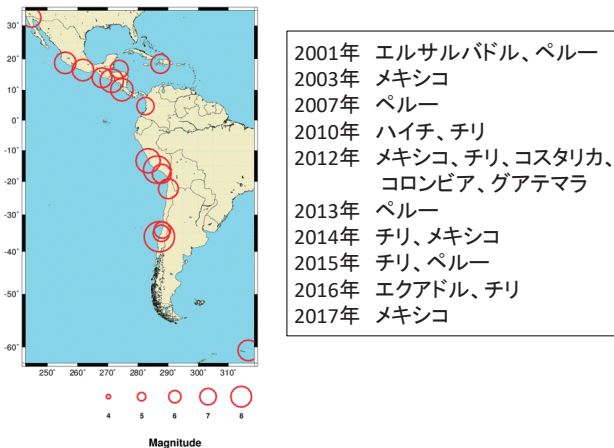 30°
20°
10°
0°
-10°
-20°
-30°
-40°
-50°
-60°
250° 260° 270° 280° 290° 300° 310°
4 5 6 7 8
Magnitude
2001年 エルサルバドル、ペルー
2003年 メキシコ
2007年 ペルー
2010年 ハイチ、チリ
2012年 メキシコ、チリ、コスタリカ、
コロンビア、グアテマラ
2013年 ペルー
2014年 チリ、メキシコ
2015年 チリ、ペルー
2016年 エクアドル、チリ
2017年 メキシコ